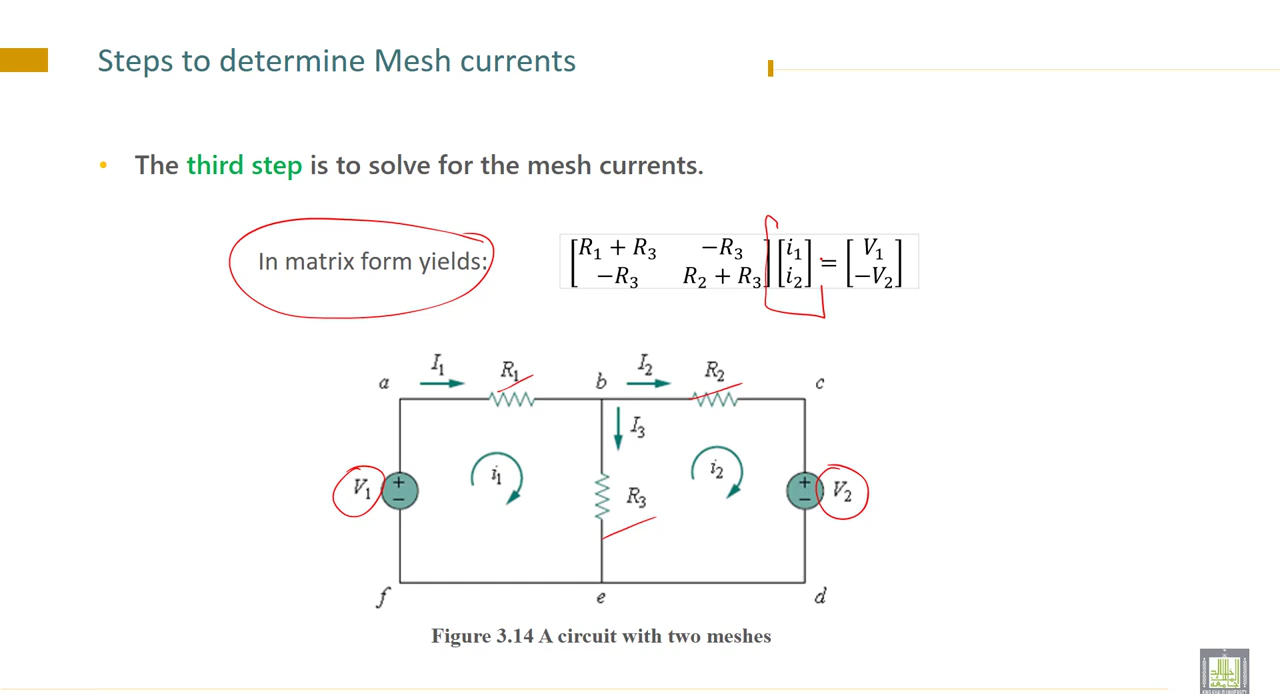 Steps to determine Mesh currents
• The third step is to solve for the mesh currents.
In matrix form yields:
[R₁ + R₃ −R₃] [i₁] = [V₁]
[−R₃ R₂ + R₃] [i₂] [−V₂]
I₁ R₁ I₂ R₂
a b c
I₃
i₁ i₂
V₁ + − R₃ + − V₂
f e d
Figure 3.14 A circuit with two meshes